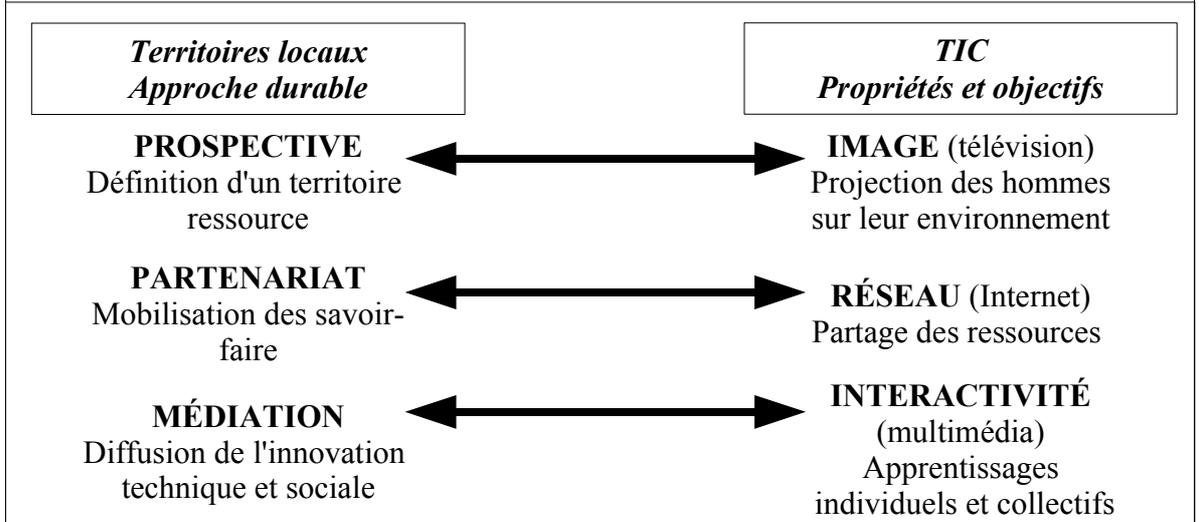 Territoires locaux
Approche durable
TIC
Propriétés et objectifs
PROSPECTIVE
Définition d'un territoire
ressource
IMAGE (télévision)
Projection des hommes
sur leur environnement
PARTENARIAT
Mobilisation des savoir-
faire
RÉSEAU (Internet)
Partage des ressources
MÉDIATION
Diffusion de l'innovation
technique et sociale
INTERACTIVITÉ
(multimédia)
Apprentissages
individuels et collectifs